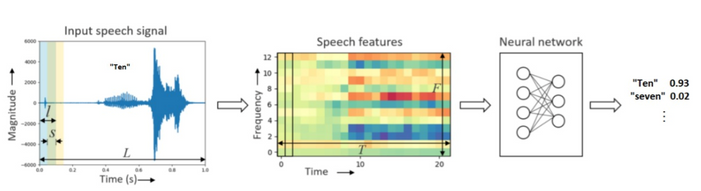 Input speech signal
6000
4000
2000
0
-2000
-4000
-6000
Magnitude
"Ten"
l
s
L
0.0 0.2 0.4 0.6 0.8 1.0
Time (s)
Speech features
12
10
8
6
4
2
0
Frequency
F
T
0 10 20
Time
Neural network
"Ten" 0.93
"seven" 0.02
⋮